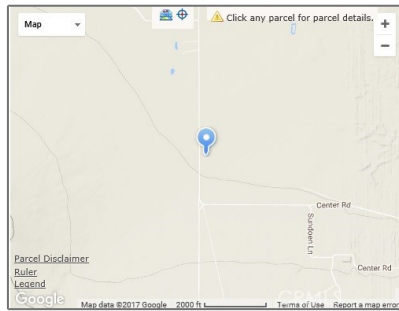 Map
Click any parcel for parcel details.
+
−
Center Rd
Sundoen Ln
Center Rd
Parcel Disclaimer
Ruler
Legend
Google
Map data ©2017 Google 2000 ft Terms of Use Report a map error